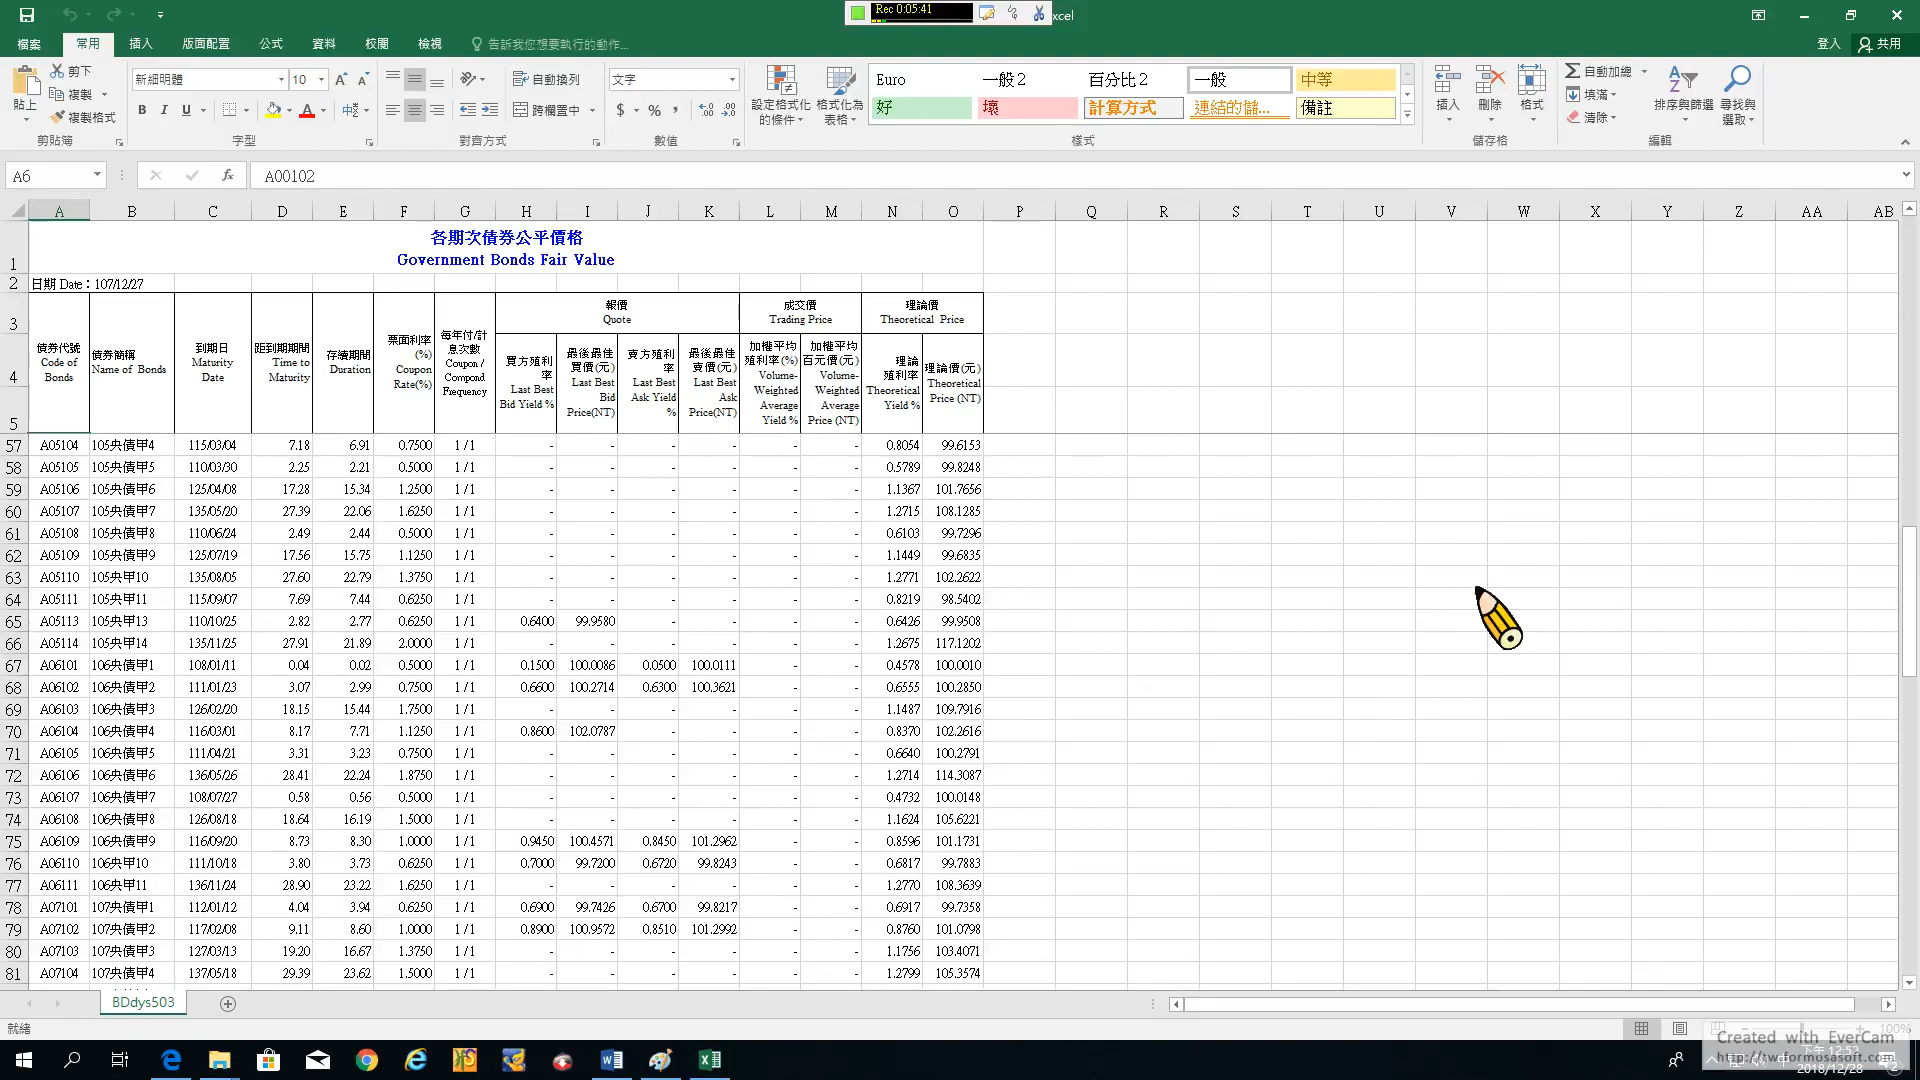 Rec 0:05:41
xcel
檔案 常用 插入 版面配置 公式 資料 校閱 檢視 告訴我您想要執行的動作... 登入 共用
剪下
複製
複製格式
貼上
剪貼簿
新細明體 10
B I U
字型
自動換列
跨欄置中
對齊方式
文字
$ %
數值
設定格式化的條件
格式化為表格
Euro 一般 2 百分比 2 一般 中等
好 壞 計算方式 連結的儲... 備註
樣式
插入 刪除 格式
儲存格
自動加總
填滿
清除
排序與篩選
尋找與選取
編輯
A6 fx A00102
A B C D E F G H I J K L M N O P Q R S T U V W X Y Z AA AB
1 各期次債券公平價格
Government Bonds Fair Value
2 日期 Date：107/12/27
3 報價 Quote 成交價 Trading Price 理論價 Theoretical Price
4
5
債券代號 Code of Bonds
債券簡稱 Name of Bonds
到期日 Maturity Date
距到期期間 Time to Maturity
存續期間 Duration
票面利率 (%) Coupon Rate(%)
每年付/計息次數 Coupon / Compond Frequency
買方殖利率 Last Best Bid Yield %
最後最佳買價(元) Last Best Bid Price(NT)
賣方殖利率 Last Best Ask Yield %
最後最佳賣價(元) Last Best Ask Price(NT)
加權平均殖利率(%) Volume-Weighted Average Yield %
加權平均百元價(元) Volume-Weighted Average Price (NT)
理論殖利率 Theoretical Yield %
理論價(元) Theoretical Price (NT)
57 A05104 105央債甲4 115/03/04 7.18 6.91 0.7500 1 /1 - - - - - - 0.8054 99.6153
58 A05105 105央債甲5 110/03/30 2.25 2.21 0.5000 1 /1 - - - - - - 0.5789 99.8248
59 A05106 105央債甲6 125/04/08 17.28 15.34 1.2500 1 /1 - - - - - - 1.1367 101.7656
60 A05107 105央債甲7 135/05/20 27.39 22.06 1.6250 1 /1 - - - - - - 1.2715 108.1285
61 A05108 105央債甲8 110/06/24 2.49 2.44 0.5000 1 /1 - - - - - - 0.6103 99.7296
62 A05109 105央債甲9 125/07/19 17.56 15.75 1.1250 1 /1 - - - - - - 1.1449 99.6835
63 A05110 105央甲10 135/08/05 27.60 22.79 1.3750 1 /1 - - - - - - 1.2771 102.2622
64 A05111 105央甲11 115/09/07 7.69 7.44 0.6250 1 /1 - - - - - - 0.8219 98.5402
65 A05113 105央甲13 110/10/25 2.82 2.77 0.6250 1 /1 0.6400 99.9580 - - - - 0.6426 99.9508
66 A05114 105央甲14 135/11/25 27.91 21.89 2.0000 1 /1 - - - - - - 1.2675 117.1202
67 A06101 106央債甲1 108/01/11 0.04 0.02 0.5000 1 /1 0.1500 100.0086 0.0500 100.0111 - - 0.4578 100.0010
68 A06102 106央債甲2 111/01/23 3.07 2.99 0.7500 1 /1 0.6600 100.2714 0.6300 100.3621 - - 0.6555 100.2850
69 A06103 106央債甲3 126/02/20 18.15 15.44 1.7500 1 /1 - - - - - - 1.1487 109.7916
70 A06104 106央債甲4 116/03/01 8.17 7.71 1.1250 1 /1 0.8600 102.0787 - - - - 0.8370 102.2616
71 A06105 106央債甲5 111/04/21 3.31 3.23 0.7500 1 /1 - - - - - - 0.6640 100.2791
72 A06106 106央債甲6 136/05/26 28.41 22.24 1.8750 1 /1 - - - - - - 1.2714 114.3087
73 A06107 106央債甲7 108/07/27 0.58 0.56 0.5000 1 /1 - - - - - - 0.4732 100.0148
74 A06108 106央債甲8 126/08/18 18.64 16.19 1.5000 1 /1 - - - - - - 1.1624 105.6221
75 A06109 106央債甲9 116/09/20 8.73 8.30 1.0000 1 /1 0.9450 100.4571 0.8450 101.2962 - - 0.8596 101.1731
76 A06110 106央甲10 111/10/18 3.80 3.73 0.6250 1 /1 0.7000 99.7200 0.6720 99.8243 - - 0.6817 99.7883
77 A06111 106央甲11 136/11/24 28.90 23.22 1.6250 1 /1 - - - - - - 1.2770 108.3639
78 A07101 107央債甲1 112/01/12 4.04 3.94 0.6250 1 /1 0.6900 99.7426 0.6700 99.8217 - - 0.6917 99.7358
79 A07102 107央債甲2 117/02/08 9.11 8.60 1.0000 1 /1 0.8900 100.9572 0.8510 101.2992 - - 0.8760 101.0798
80 A07103 107央債甲3 127/03/13 19.20 16.67 1.3750 1 /1 - - - - - - 1.1756 103.4071
81 A07104 107央債甲4 137/05/18 29.39 23.62 1.5000 1 /1 - - - - - - 1.2799 105.3574
BDdys503
就緒
100%
Created with EverCam
http://tw.formosasoft.com
下午 12:52
2018/12/28